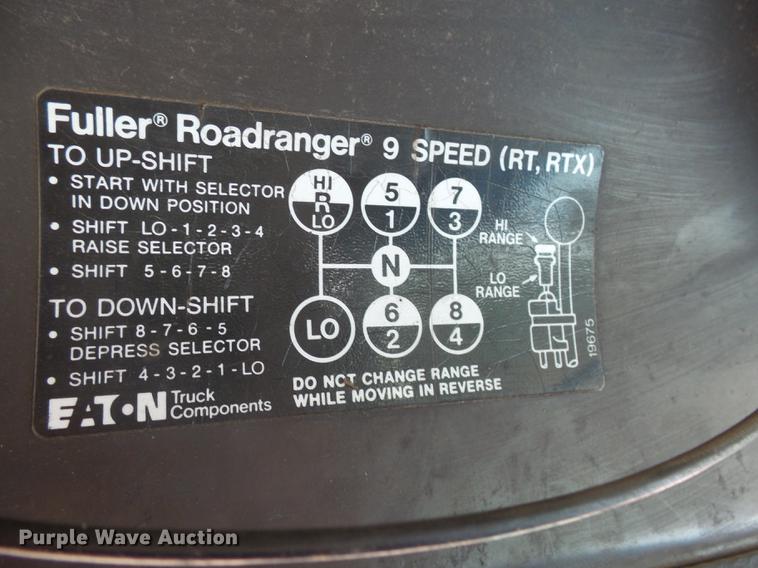 Fuller® Roadranger® 9 SPEED (RT, RTX)
TO UP-SHIFT
• START WITH SELECTOR
IN DOWN POSITION
• SHIFT LO-1-2-3-4
RAISE SELECTOR
• SHIFT 5-6-7-8
TO DOWN-SHIFT
• SHIFT 8-7-6-5
DEPRESS SELECTOR
• SHIFT 4-3-2-1-LO
EATON Truck
Components
HI
R
LO
5
1
7
3
N
LO
6
2
8
4
HI
RANGE
LO
RANGE
19675
DO NOT CHANGE RANGE
WHILE MOVING IN REVERSE
Purple Wave Auction